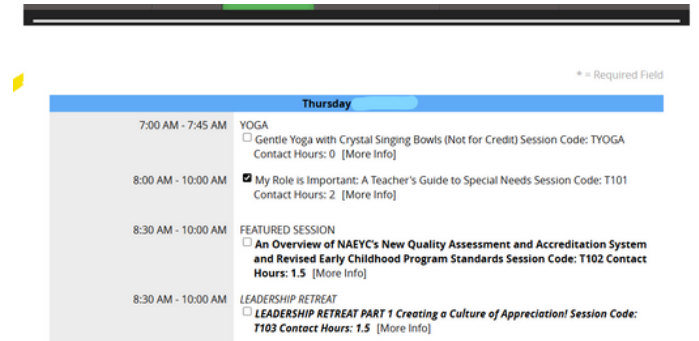 * = Required Field
Thursday
7:00 AM - 7:45 AM YOGA
Gentle Yoga with Crystal Singing Bowls (Not for Credit) Session Code: TYOGA
Contact Hours: 0 [More Info]
8:00 AM - 10:00 AM My Role is Important: A Teacher's Guide to Special Needs Session Code: T101
Contact Hours: 2 [More Info]
8:30 AM - 10:00 AM FEATURED SESSION
An Overview of NAEYC's New Quality Assessment and Accreditation System
and Revised Early Childhood Program Standards Session Code: T102 Contact
Hours: 1.5 [More Info]
8:30 AM - 10:00 AM LEADERSHIP RETREAT
LEADERSHIP RETREAT PART 1 Creating a Culture of Appreciation! Session Code:
T103 Contact Hours: 1.5 [More Info]